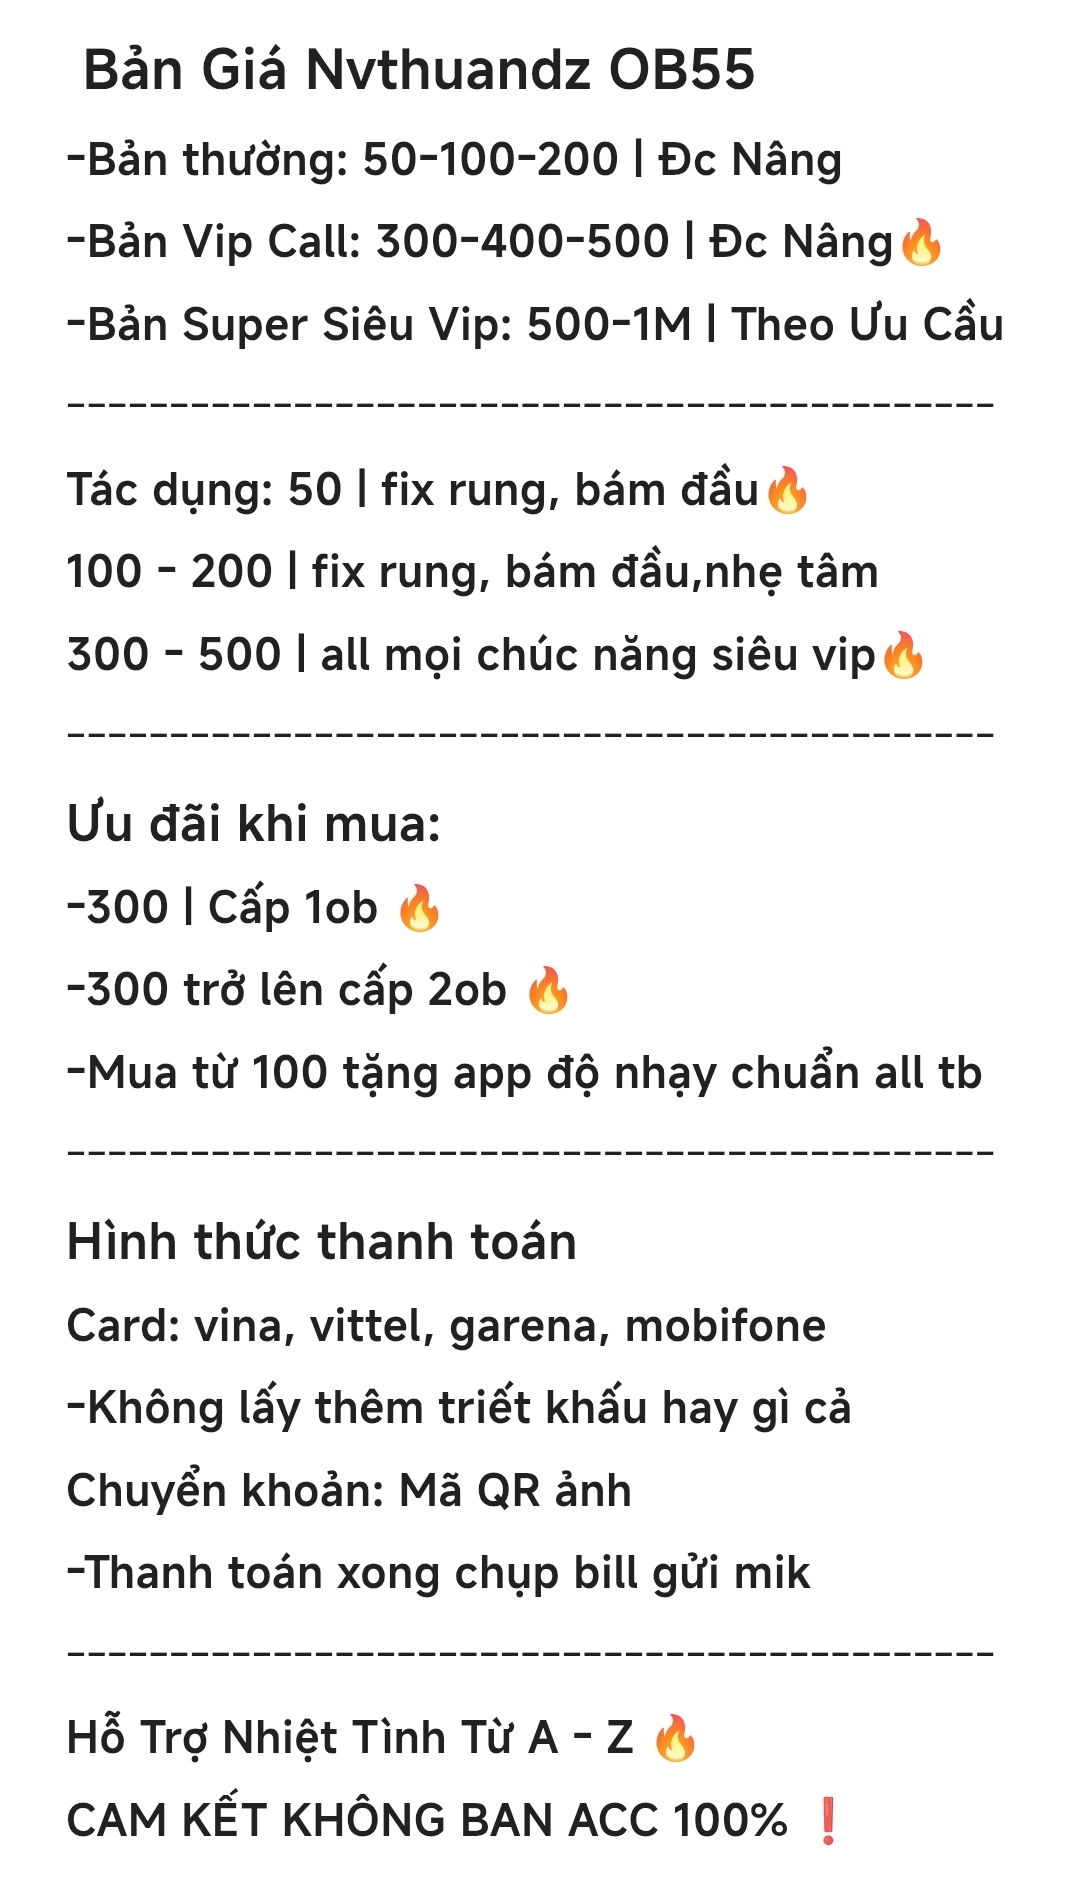 Bản Giá Nvthuandz OB55
-Bản thường: 50-100-200 | Đc Nâng
-Bản Vip Call: 300-400-500 | Đc Nâng🔥
-Bản Super Siêu Vip: 500-1M | Theo Ưu Cầu
---------------------------------------------
Tác dụng: 50 | fix rung, bám đầu🔥
100 - 200 | fix rung, bám đầu,nhẹ tâm
300 - 500 | all mọi chúc năng siêu vip🔥
---------------------------------------------
Ưu đãi khi mua:
-300 | Cấp 1ob 🔥
-300 trở lên cấp 2ob 🔥
-Mua từ 100 tặng app độ nhạy chuẩn all tb
---------------------------------------------
Hình thức thanh toán
Card: vina, vittel, garena, mobifone
-Không lấy thêm triết khấu hay gì cả
Chuyển khoản: Mã QR ảnh
-Thanh toán xong chụp bill gửi mik
---------------------------------------------
Hỗ Trợ Nhiệt Tình Từ A - Z 🔥
CAM KẾT KHÔNG BAN ACC 100% ❗